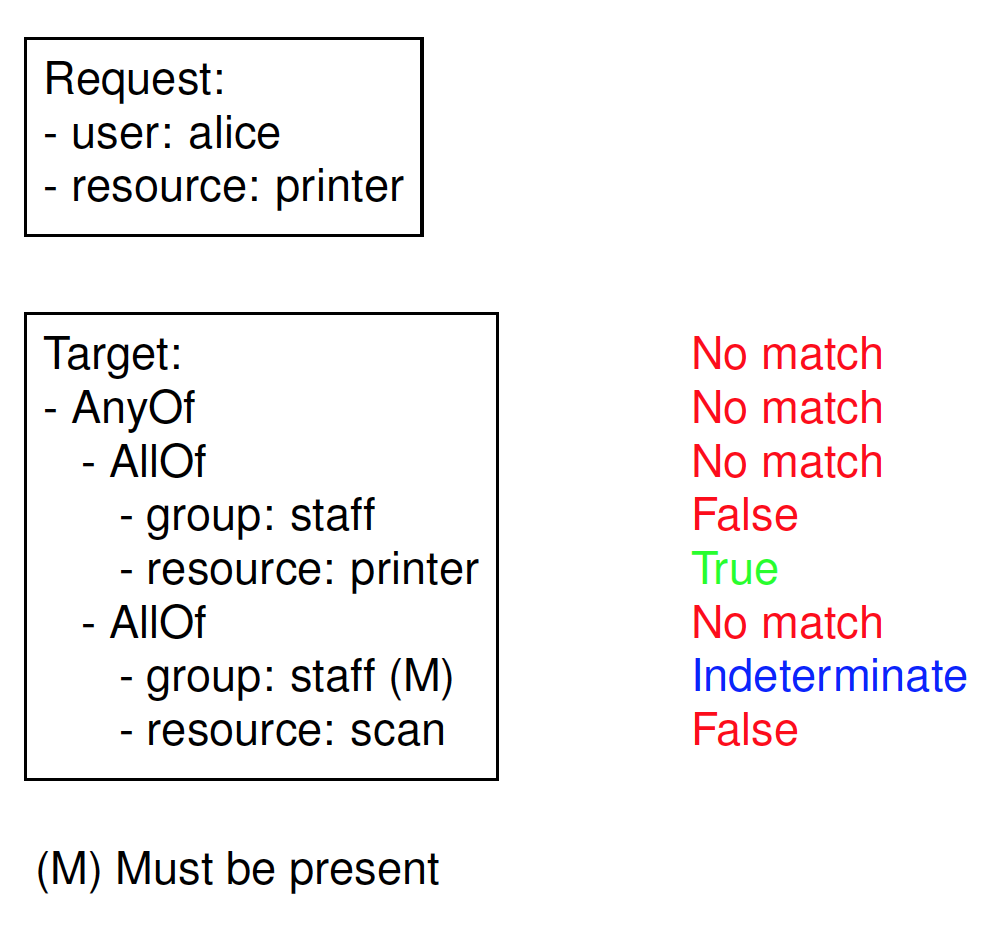 Request:
- user: alice
- resource: printer
Target: No match
- AnyOf No match
- AllOf No match
- group: staff False
- resource: printer True
- AllOf No match
- group: staff (M) Indeterminate
- resource: scan False
(M) Must be present